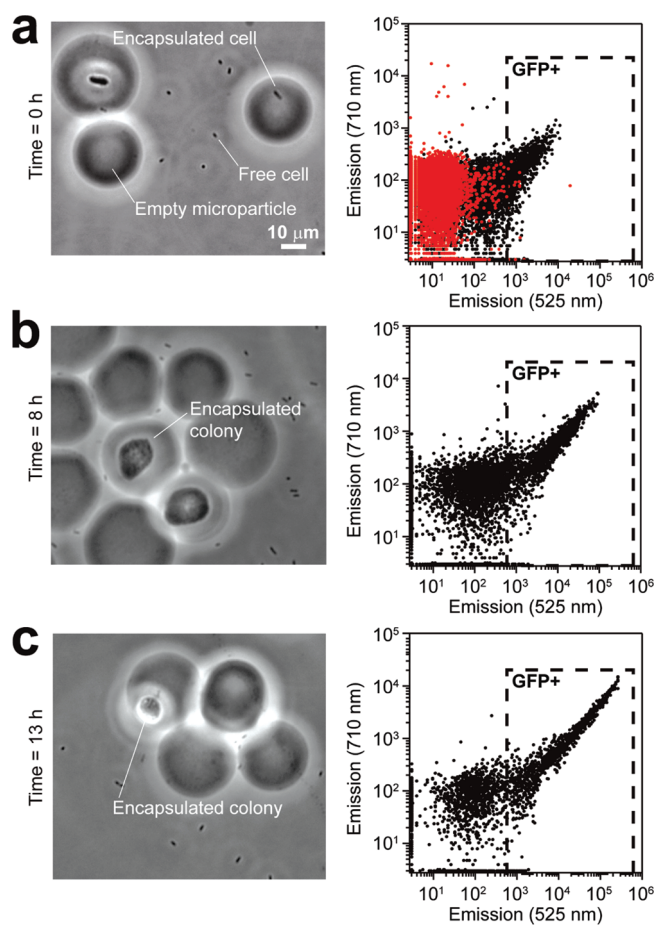 a
Time = 0 h
Encapsulated cell
Free cell
Empty microparticle
10 μm
Emission (710 nm)
10⁵
10⁴
10³
10²
10¹
GFP+
10¹ 10² 10³ 10⁴ 10⁵ 10⁶
Emission (525 nm)
b
Time = 8 h
Encapsulated
colony
Emission (710 nm)
10⁵
10⁴
10³
10²
10¹
GFP+
10¹ 10² 10³ 10⁴ 10⁵ 10⁶
Emission (525 nm)
c
Time = 13 h
Encapsulated colony
Emission (710 nm)
10⁵
10⁴
10³
10²
10¹
GFP+
10¹ 10² 10³ 10⁴ 10⁵ 10⁶
Emission (525 nm)